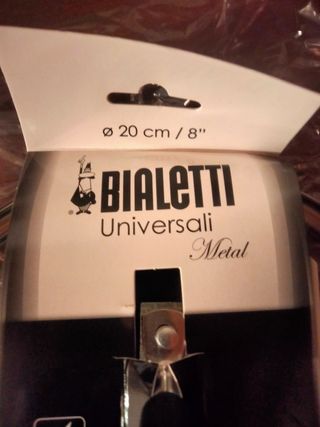 ø 20 cm / 8"
BIALETTI
Universali
Metal